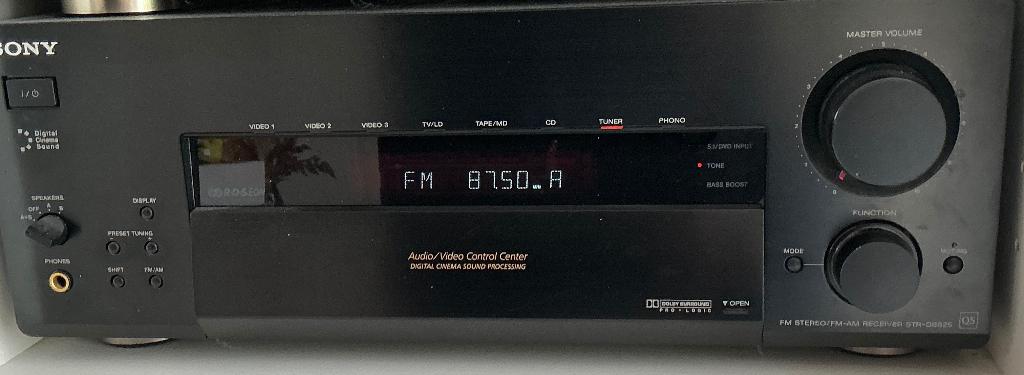 SONY
MASTER VOLUME
I/⏻
Digital
Cinema
Sound
VIDEO 1 VIDEO 2 VIDEO 3 TV/LD TAPE/MD CD TUNER PHONO
5.1/DVD INPUT
TONE
BASS BOOST
FM 87.50 A
SPEAKERS
OFF A B
A+B
DISPLAY
PRESET TUNING
- +
PHONES
SHIFT FM/AM
Audio/Video Control Center
DIGITAL CINEMA SOUND PROCESSING
DOLBY SURROUND
PRO • LOGIC
▼ OPEN
FUNCTION
MODE
FM STEREO/FM-AM RECEIVER STR-DB825
QS